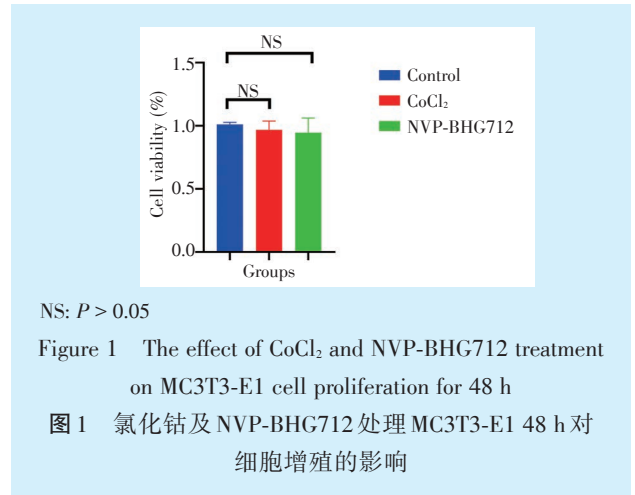 NS
NS
1.5
1.0
0.5
0.0
Cell viability (%)
Groups
Control
CoCl₂
NVP-BHG712
NS: P > 0.05
Figure 1 The effect of CoCl₂ and NVP-BHG712 treatment
on MC3T3-E1 cell proliferation for 48 h
图1 氯化钴及NVP-BHG712处理MC3T3-E1 48 h对
细胞增殖的影响